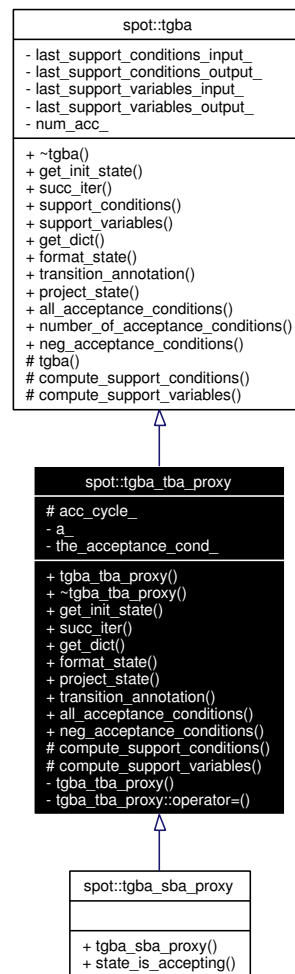 spot::tgba
- last_support_conditions_input_
- last_support_conditions_output_
- last_support_variables_input_
- last_support_variables_output_
- num_acc_
+ ~tgba()
+ get_init_state()
+ succ_iter()
+ support_conditions()
+ support_variables()
+ get_dict()
+ format_state()
+ transition_annotation()
+ project_state()
+ all_acceptance_conditions()
+ number_of_acceptance_conditions()
+ neg_acceptance_conditions()
# tgba()
# compute_support_conditions()
# compute_support_variables()
spot::tgba_tba_proxy
# acc_cycle_
- a_
- the_acceptance_cond_
+ tgba_tba_proxy()
+ ~tgba_tba_proxy()
+ get_init_state()
+ succ_iter()
+ get_dict()
+ format_state()
+ project_state()
+ transition_annotation()
+ all_acceptance_conditions()
+ neg_acceptance_conditions()
# compute_support_conditions()
# compute_support_variables()
- tgba_tba_proxy()
- tgba_tba_proxy::operator=()
spot::tgba_sba_proxy
+ tgba_sba_proxy()
+ state_is_accepting()